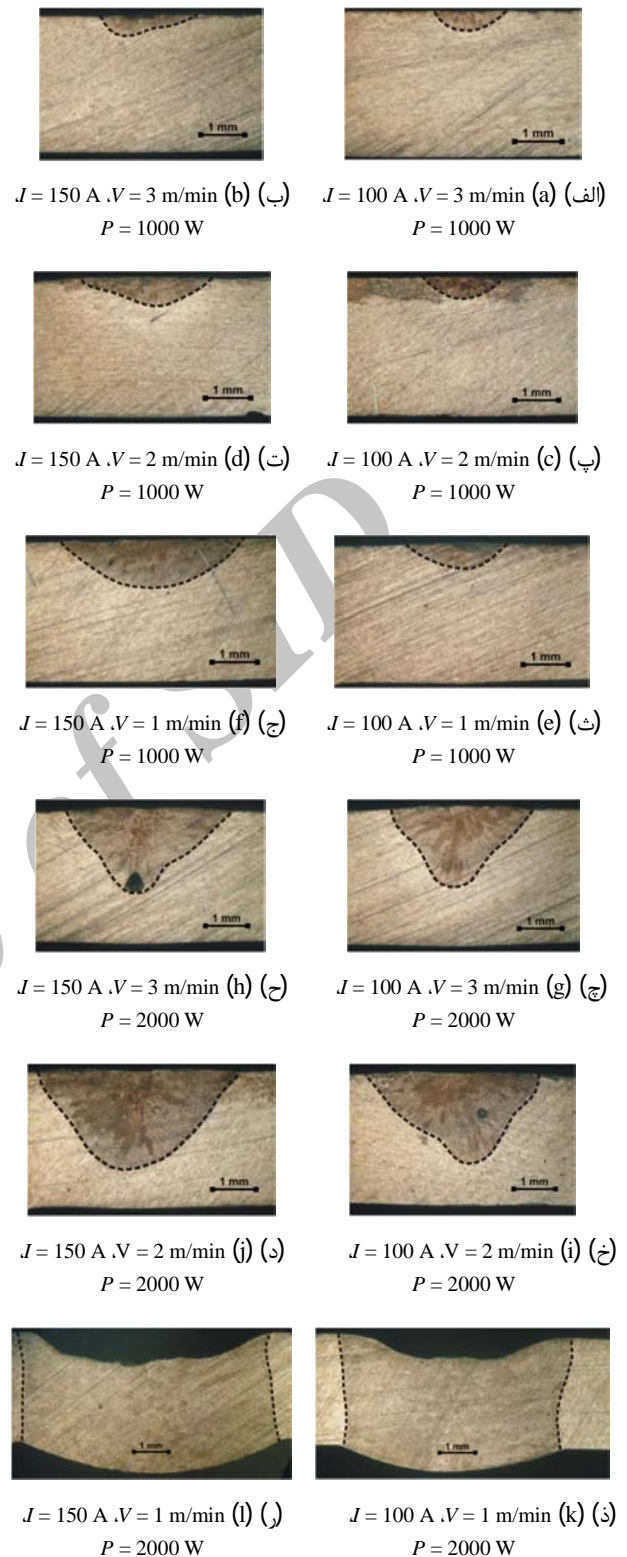 1 mm
1 mm
(الف) (a) V = 3 m/min، I = 100 A،
P = 1000 W
(ب) (b) V = 3 m/min، I = 150 A،
P = 1000 W
1 mm
1 mm
(پ) (c) V = 2 m/min، I = 100 A،
P = 1000 W
(ت) (d) V = 2 m/min، I = 150 A،
P = 1000 W
1 mm
1 mm
(ث) (e) V = 1 m/min، I = 100 A،
P = 1000 W
(ج) (f) V = 1 m/min، I = 150 A،
P = 1000 W
1 mm
1 mm
(چ) (g) V = 3 m/min، I = 100 A،
P = 2000 W
(ح) (h) V = 3 m/min، I = 150 A،
P = 2000 W
1 mm
1 mm
(خ) (i) V = 2 m/min، I = 100 A،
P = 2000 W
(د) (j) V = 2 m/min، I = 150 A،
P = 2000 W
1 mm
1 mm
(ذ) (k) V = 1 m/min، I = 100 A،
P = 2000 W
(ر) (l) V = 1 m/min، I = 150 A،
P = 2000 W
of SID